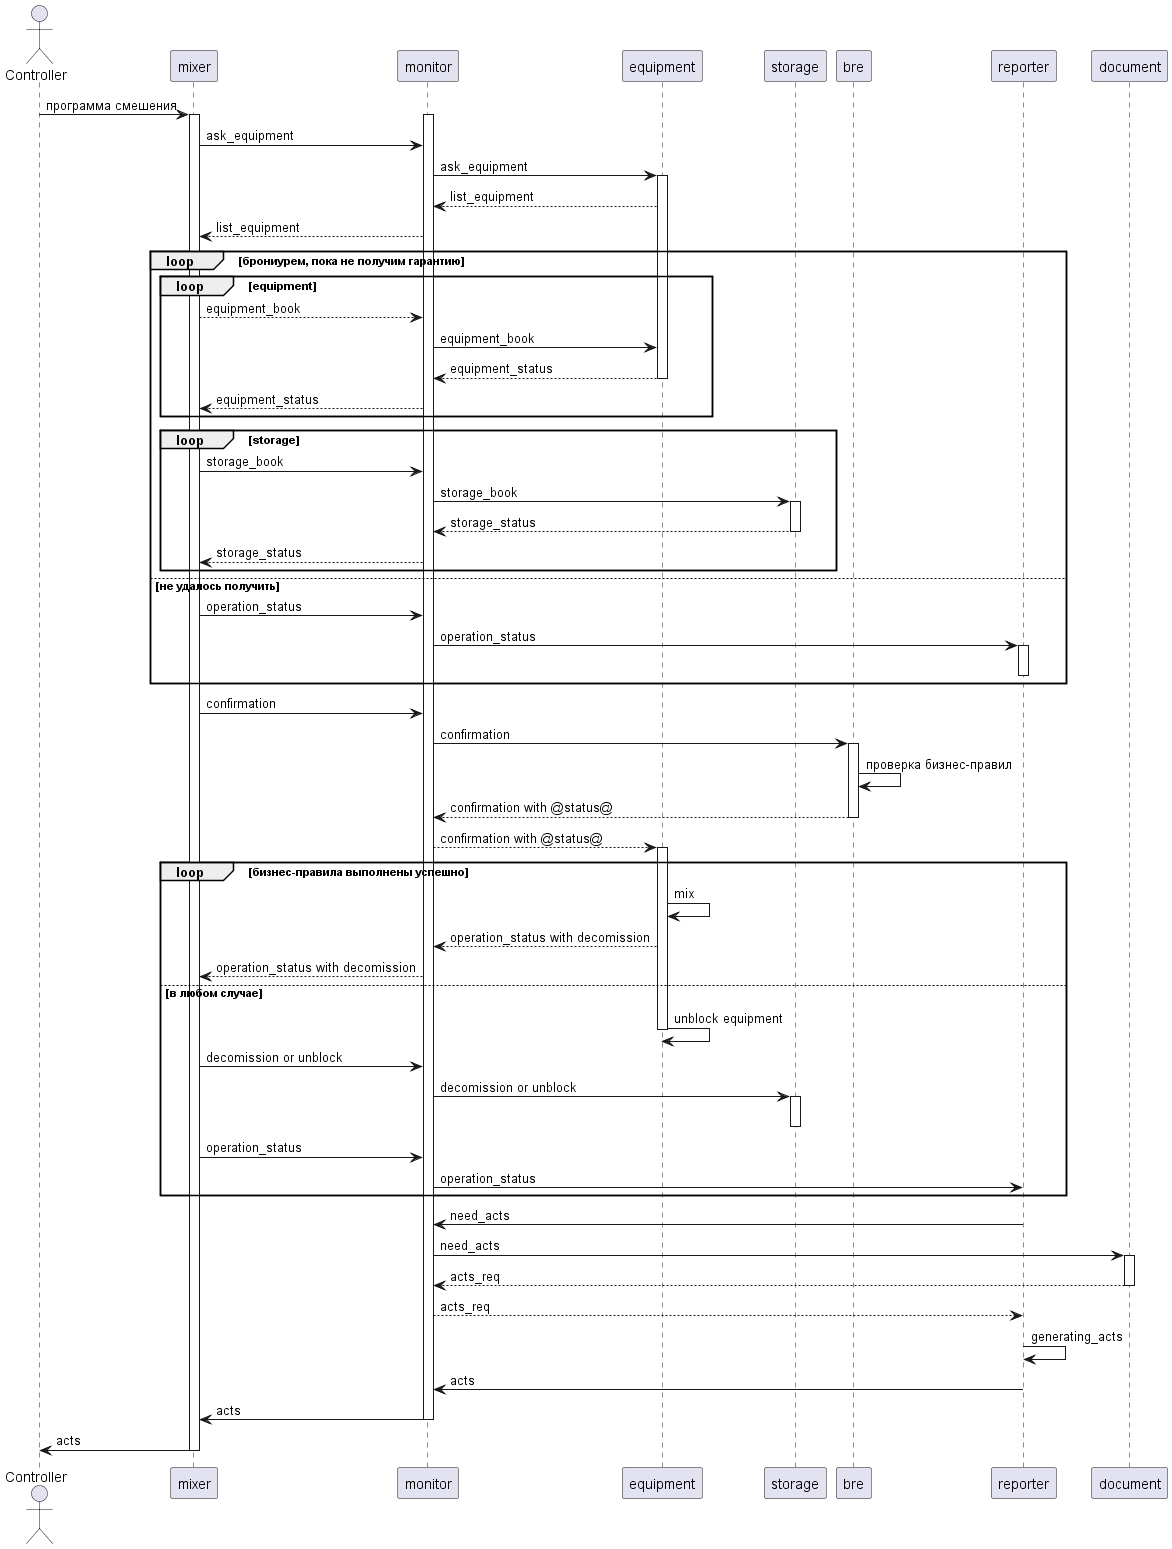 Controller
mixer monitor equipment storage bre reporter document
программа смешения
ask_equipment
ask_equipment
list_equipment
list_equipment
loop [брониурем, пока не получим гарантию]
loop [equipment]
equipment_book
equipment_book
equipment_status
equipment_status
loop [storage]
storage_book
storage_book
storage_status
storage_status
[не удалось получить]
operation_status
operation_status
confirmation
confirmation
проверка бизнес-правил
confirmation with @status@
confirmation with @status@
loop [бизнес-правила выполнены успешно]
mix
operation_status with decomission
operation_status with decomission
[в любом случае]
unblock equipment
decomission or unblock
decomission or unblock
operation_status
operation_status
need_acts
need_acts
acts_req
acts_req
generating_acts
acts
acts
acts
Controller
mixer monitor equipment storage bre reporter document